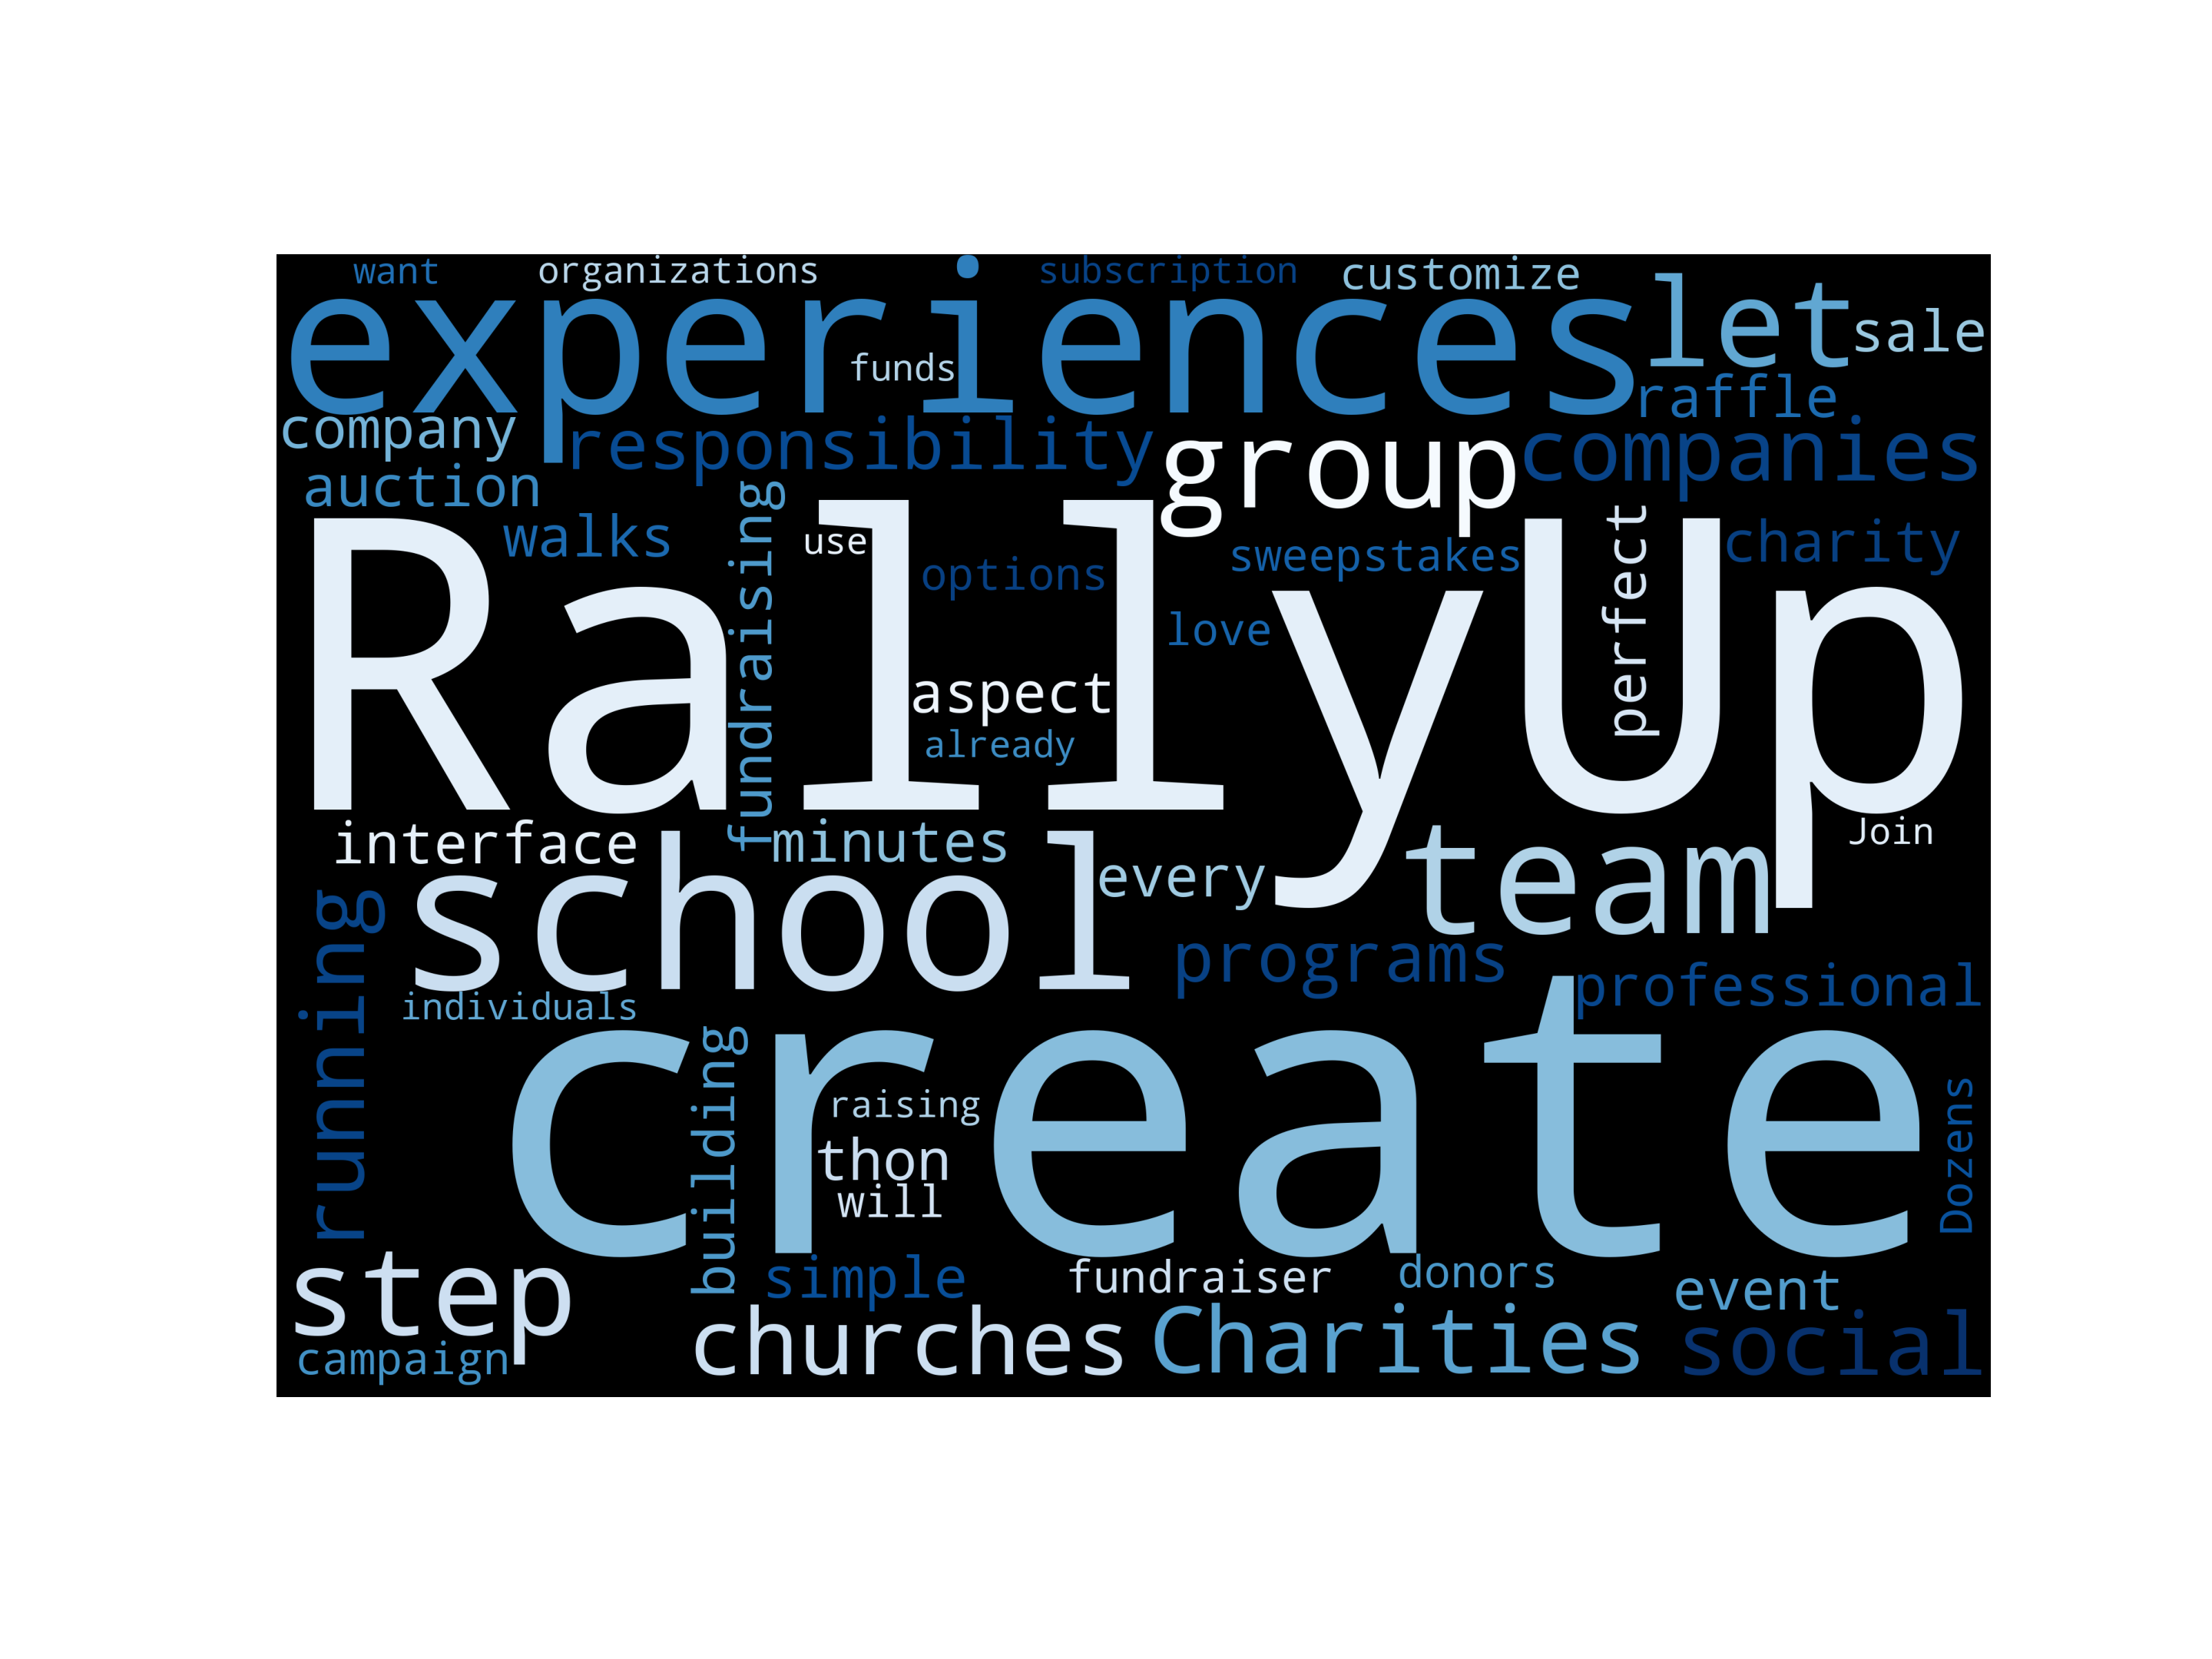 want organizations subscription customize
experiences let sale
funds
raffle
company responsibility group companies
auction
walks use sweepstakes charity
fundraising options perfect
love
RallyUp
aspect
already
interface minutes Join
school every team
programs professional
running individuals
create
building raising Dozens
thon
will
step simple fundraiser donors event
campaign churches Charities social